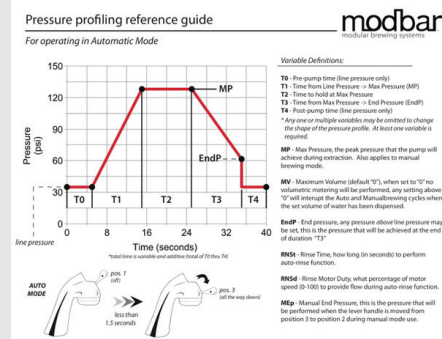 Pressure profiling reference guide
modbar
modular brewing systems
For operating in Automatic Mode
Variable Definitions:
T0 - Pre-pump time (line pressure only)
T1 - Time from Line Pressure -> Max Pressure (MP)
T2 - Time to hold at Max Pressure
T3 - Time from Max Pressure -> End Pressure (EndP)
T4 - Post-pump time (line pressure only)
* Any one or multiple variables may be omitted to change
the shape of the pressure profile. At least one variable is
required.
MP - Max Pressure, the peak pressure that the pump will
achieve during extraction. Also applies to manual
brewing mode.
MV - Maximum Volume (default "0"), when set to "0" no
volumetric metering will be performed, any setting above
"0" will interupt the Auto and Manualbrewing cycles when
the set volume of water has been dispensed.
EndP - End pressure, any pressure above line pressure may
be set, this is the pressure that will be achieved at the end
of duration "T3"
RNSt - Rinse Time, how long (in seconds) to perform
auto-rinse function.
RNSd - Rinse Motor Duty, what percentage of motor
speed (0-100) to provide flow during auto-rinse function.
MEp - Manual End Pressure, this is the pressure that will
be performed when the lever handle is moved from
position 3 to position 2 during manual mode use.
150
120
90
60
30
0
Pressure
(psi)
MP
EndP
T0 T1 T2 T3 T4
0 8 16 24 32 40
line pressure
Time (seconds)
*total time is variable and additive (total of T0 thru T4)
AUTO
MODE
pos. 1
(off)
less than
1.5 seconds
pos. 3
(all the way down)